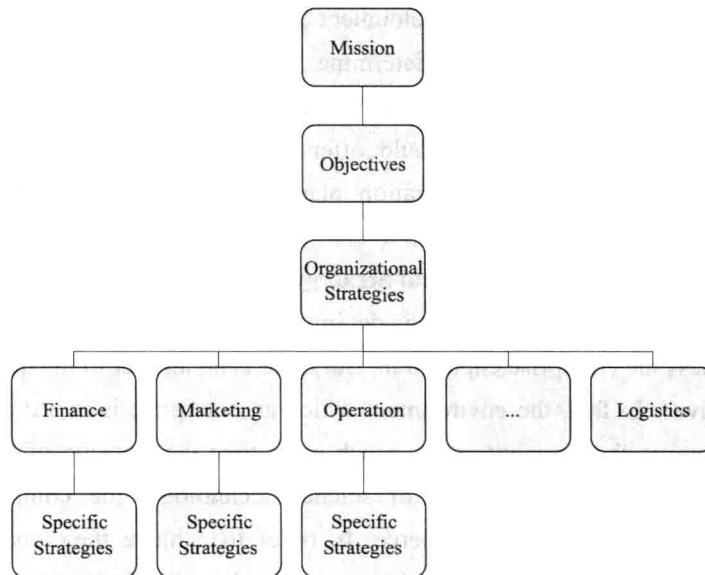 Mission
Objectives
Organizational
Strategies
Finance
Marketing
Operation
...
Logistics
Specific
Strategies
Specific
Strategies
Specific
Strategies